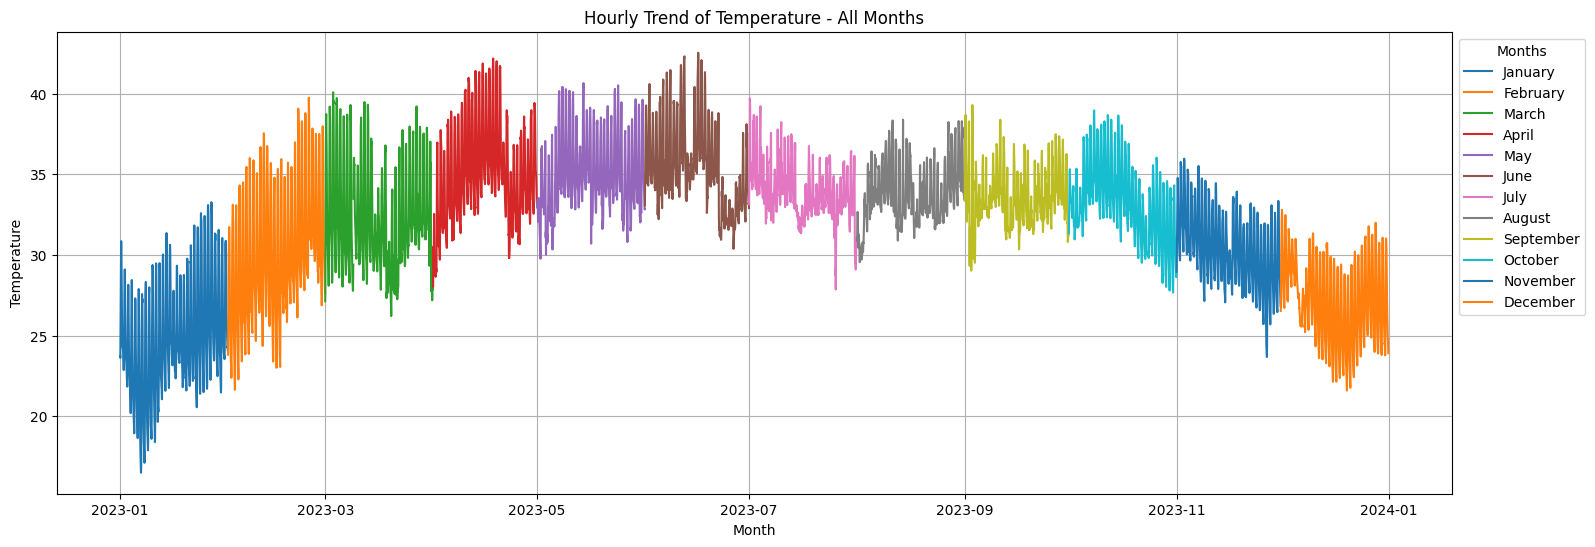 Hourly Trend of Temperature - All Months
Temperature
40
35
30
25
20
2023-01
2023-03
2023-05
2023-07
2023-09
2023-11
2024-01
Month
Months
January
February
March
April
May
June
July
August
September
October
November
December